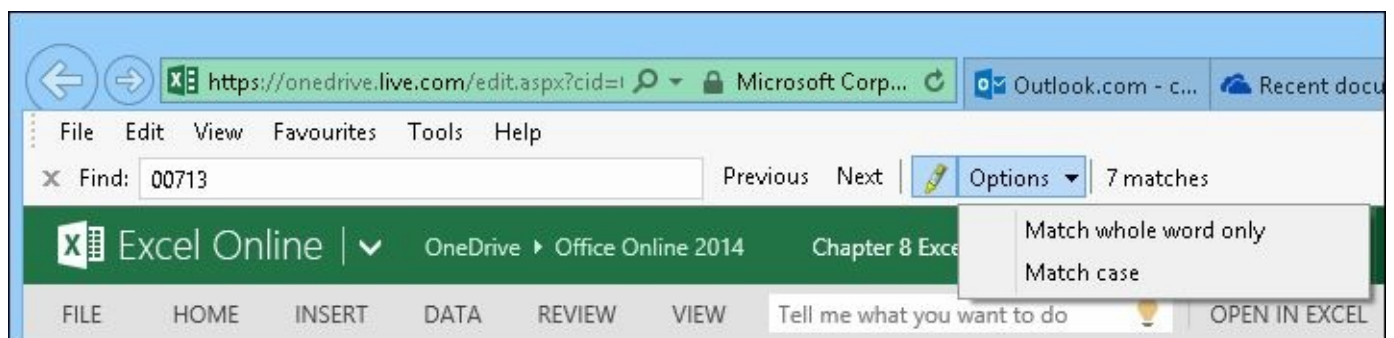 https://onedrive.live.com/edit.aspx?cid= Microsoft Corp... Outlook.com - c... Recent docu
File Edit View Favourites Tools Help
Find: 00713 Previous Next Options 7 matches
Match whole word only
Match case
Excel Online OneDrive Office Online 2014 Chapter 8 Exce
FILE HOME INSERT DATA REVIEW VIEW Tell me what you want to do OPEN IN EXCEL